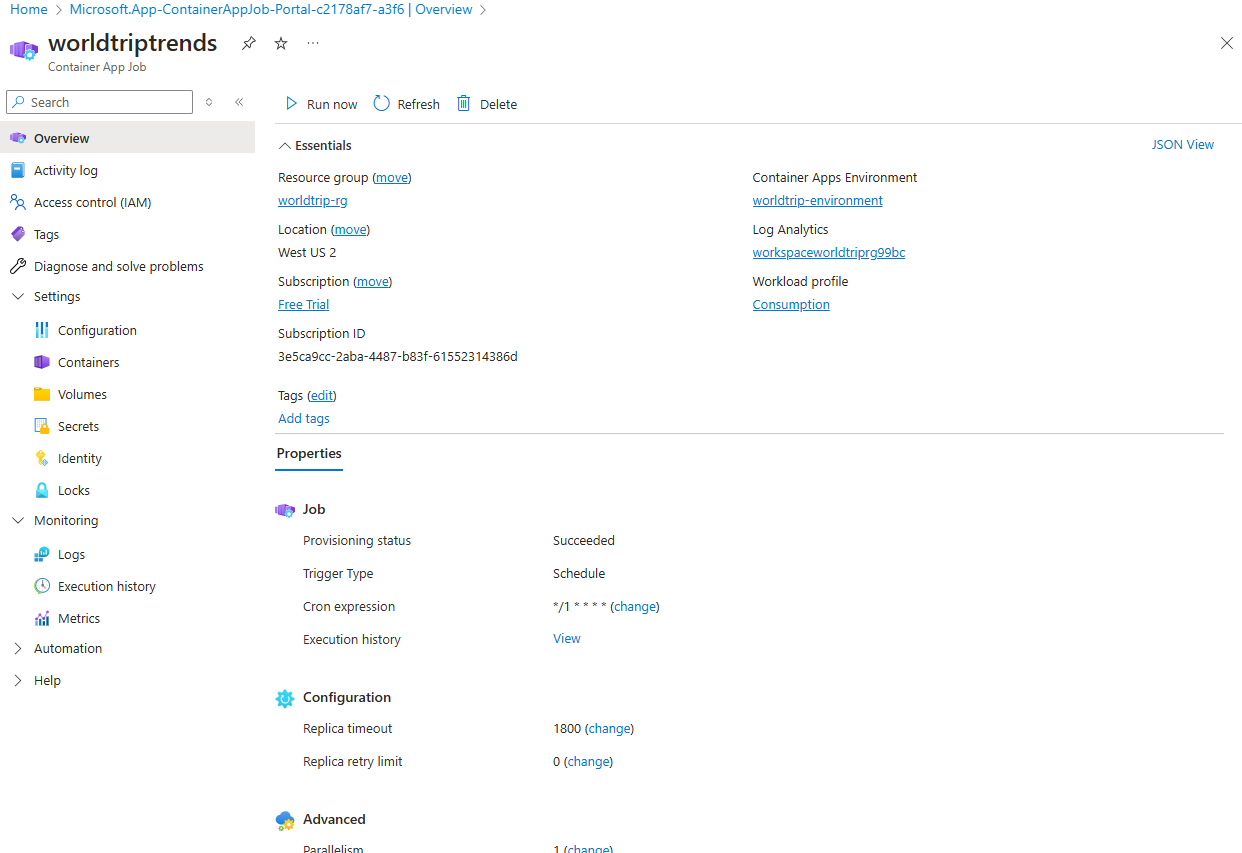 Home > Microsoft.App-ContainerAppJob-Portal-c2178af7-a3f6 | Overview >
worldtriptrends
Container App Job
Search
Run now Refresh Delete
Overview
Activity log
Access control (IAM)
Tags
Diagnose and solve problems
Settings
Configuration
Containers
Volumes
Secrets
Identity
Locks
Monitoring
Logs
Execution history
Metrics
Automation
Help
Essentials
JSON View
Resource group (move)
worldtrip-rg
Location (move)
West US 2
Subscription (move)
Free Trial
Subscription ID
3e5ca9cc-2aba-4487-b83f-61552314386d
Container Apps Environment
worldtrip-environment
Log Analytics
workspaceworldtriprg99bc
Workload profile
Consumption
Tags (edit)
Add tags
Properties
Job
Provisioning status Succeeded
Trigger Type Schedule
Cron expression */1 * * * * (change)
Execution history View
Configuration
Replica timeout 1800 (change)
Replica retry limit 0 (change)
Advanced
Parallelism 1 (change)